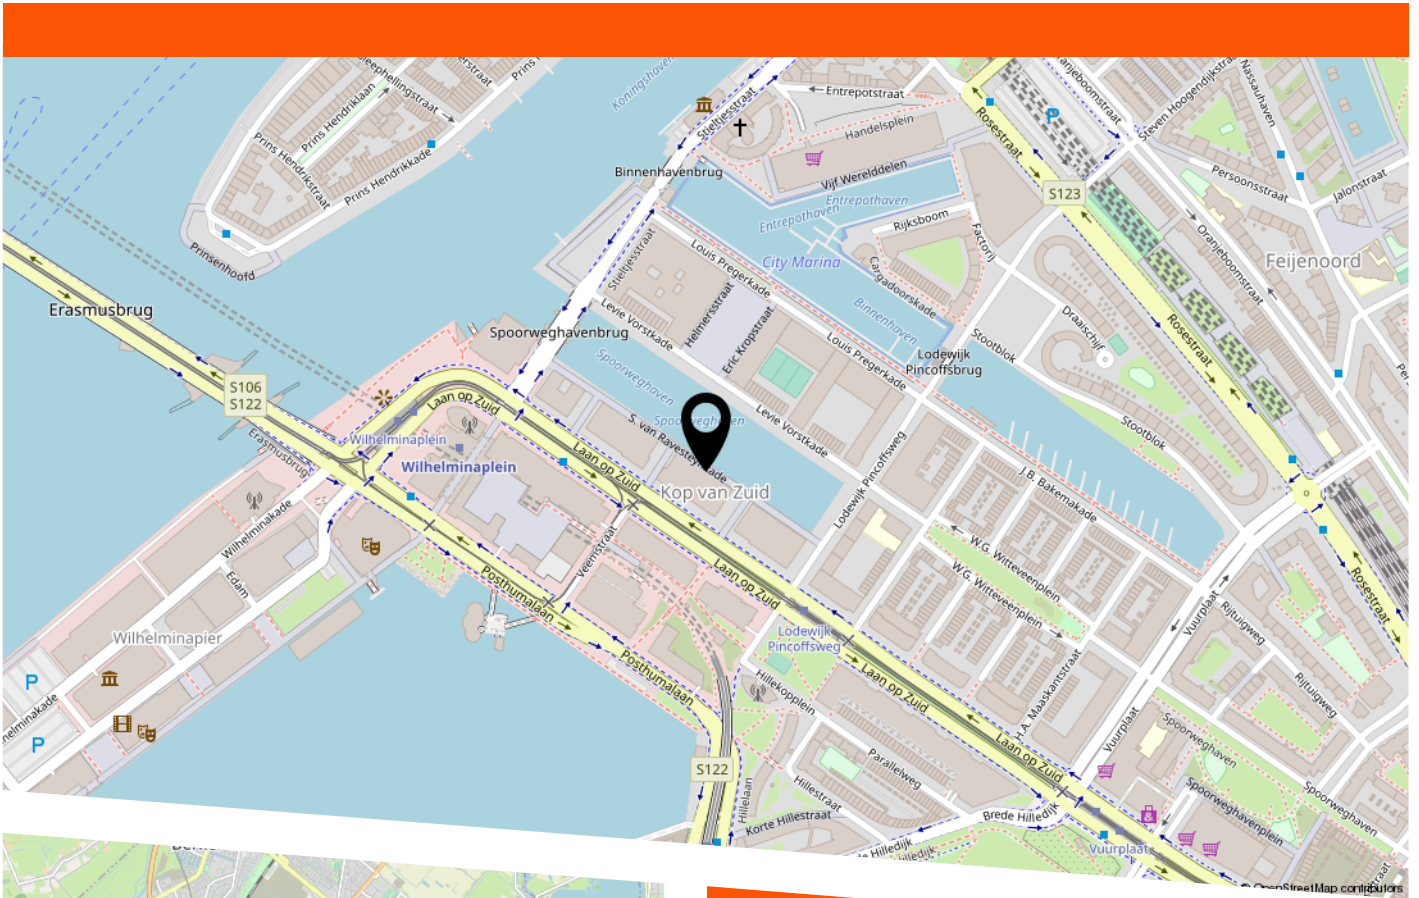 Koningshaven
Prins Hendriklaan
Prins Hendrikstraat
Prins Hendrikkade
Prinsenhoofd
Stieltjesstraat
Entrepotstraat
Handelsplein
Vijf Werelddelen
Binnenhavenbrug
Entrepothaven
Entrepothaven
Rijksboom
City Marina
Cargadoorskade
Factorij
Binnenhaven
Rosestraat
S123
Oranjeboomstraat
Steven Hoogendijkstraat
Nassauhaven
Persoonsstraat
Jalonstraat
Oranjeboomstraat
Feijenoord
Rosestraat
Erasmusbrug
S106
S122
Spoorweghavenbrug
Stieltjesstraat
Louis Pregerkade
Levie Vorstkade
Helmersstraat
Eric Kropstraat
Louis Pregerkade
Lodewijk
Pincoffsbrug
Stootblok
Draaischijf
Stootblok
Spoorweghaven
Levie Vorstkade
Laan op Zuid
Wilhelminaplein
Wilhelminaplein
Erasmusbrug
Laan op Zuid
Kop van Zuid
Lodewijk Pincoffsweg
J.B. Bakemakade
Wilhelminakade
Edam
Wilhelminapier
Veemstraat
Posthumalaan
Laan op Zuid
W.G. Witteveenplein
W.G. Witteveenplein
Lodewijk
Pincoffsweg
Hillekopplein
Posthumalaan
Laan op Zuid
H.A. Maaskantstraat
Vuurplaat
Rijtuigweg
Rijtuigweg
Rosestraat
Laan op Zuid
Vuurplaat
Spoorweghaven
Spoorweghaven
Spoorweghavenplein
S122
Hillelaan
Hillestraat
Parallelweg
Korte Hillestraat
Brede Hilledijk
Vuurplaat
© OpenStreetMap contributors